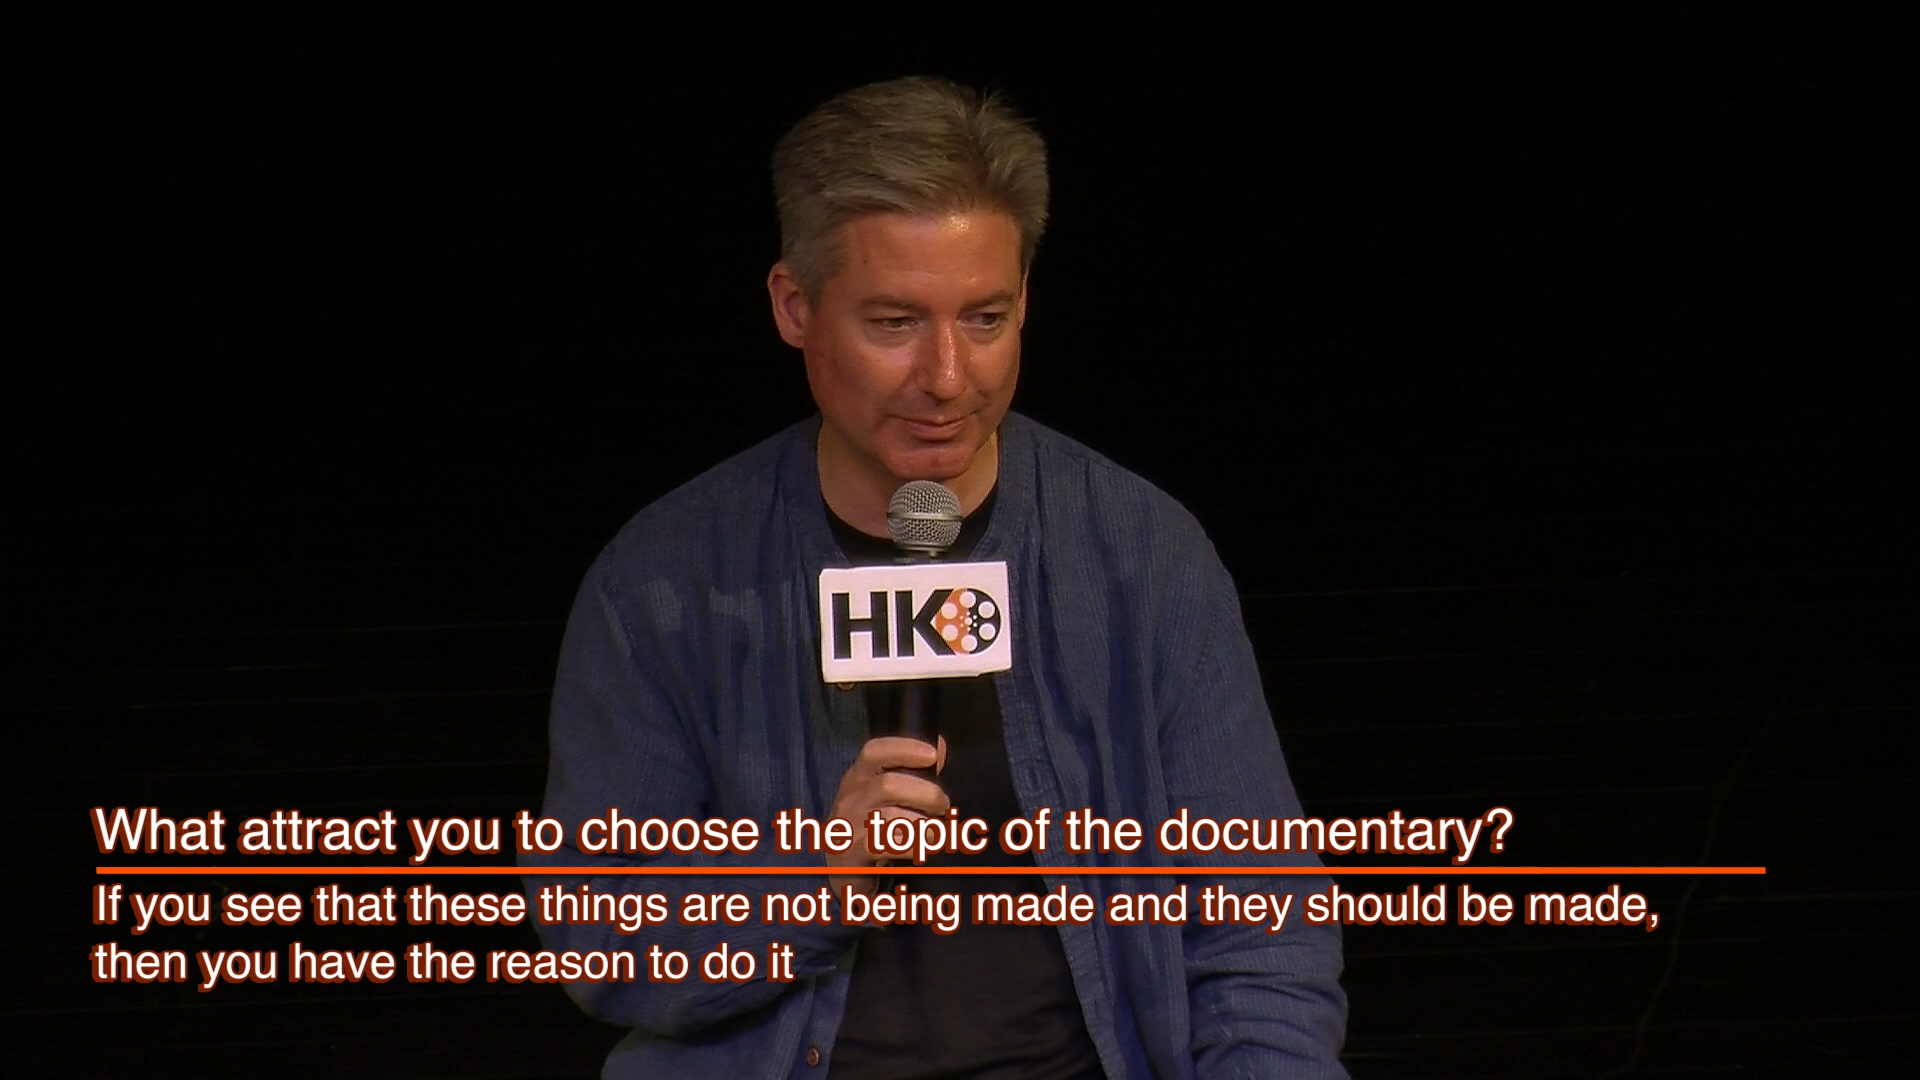 HKD
What attract you to choose the topic of the documentary?
If you see that these things are not being made and they should be made,
then you have the reason to do it